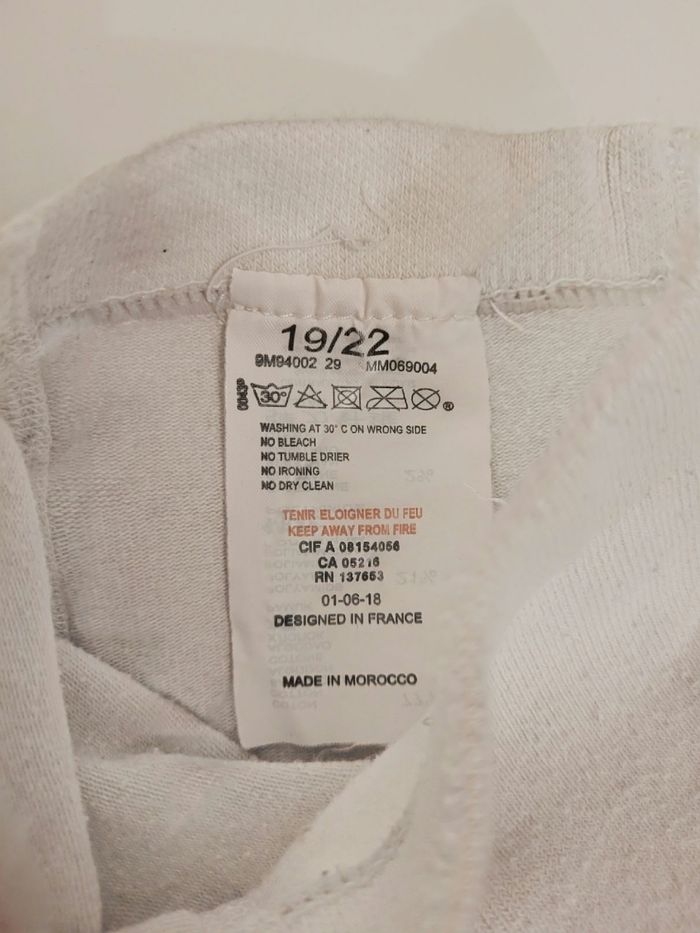 19/22
9M94002 29 MM069004
0043®
30°
®
WASHING AT 30° C ON WRONG SIDE
NO BLEACH
NO TUMBLE DRIER
NO IRONING
NO DRY CLEAN
TENIR ELOIGNER DU FEU
KEEP AWAY FROM FIRE
CIF A 08154056
CA 05216
RN 137653
01-06-18
DESIGNED IN FRANCE
MADE IN MOROCCO